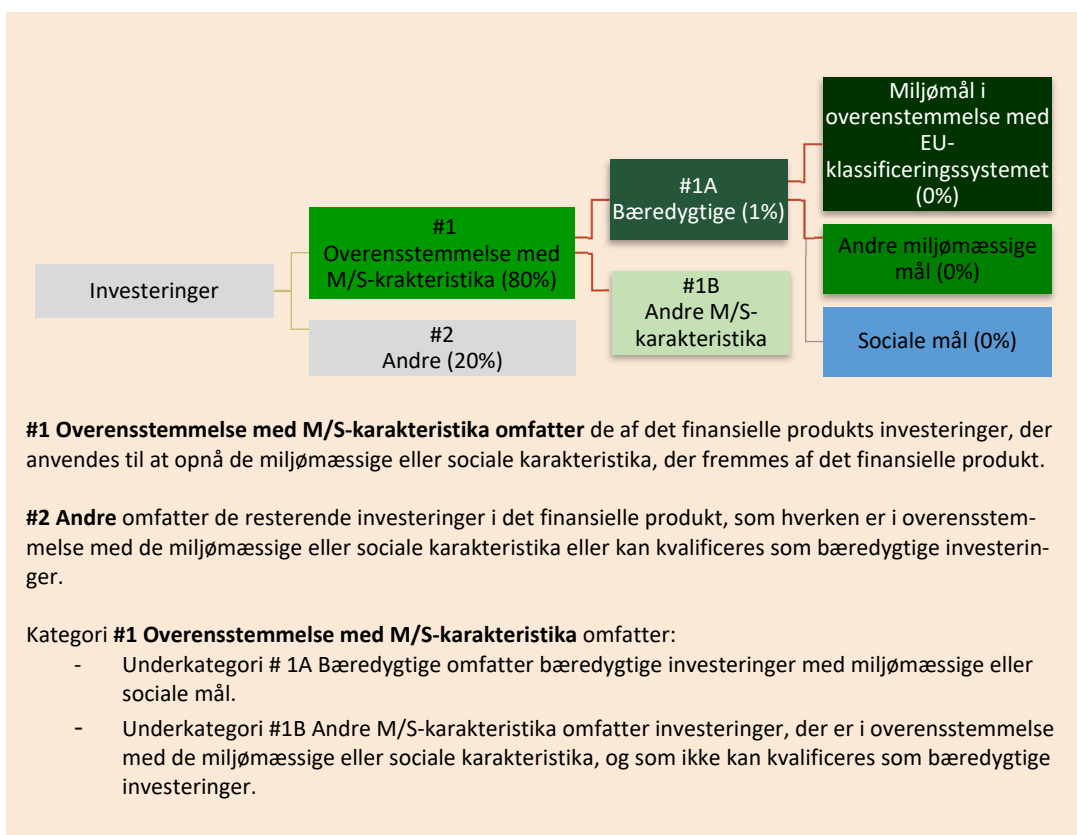 Miljømål i
overenstemmelse med
EU-
klassificeringssystemet
(0%)
#1A
Bæredygtige (1%)
#1
Overensstemmelse med
M/S-krakteristika (80%)
Andre miljømæssige
mål (0%)
Investeringer
#1B
Andre M/S-
karakteristika
#2
Andre (20%)
Sociale mål (0%)
#1 Overensstemmelse med M/S-karakteristika omfatter de af det finansielle produkts investeringer, der
anvendes til at opnå de miljømæssige eller sociale karakteristika, der fremmes af det finansielle produkt.
#2 Andre omfatter de resterende investeringer i det finansielle produkt, som hverken er i overensstem-
melse med de miljømæssige eller sociale karakteristika eller kan kvalificeres som bæredygtige investerin-
ger.
Kategori #1 Overensstemmelse med M/S-karakteristika omfatter:
- Underkategori # 1A Bæredygtige omfatter bæredygtige investeringer med miljømæssige eller
sociale mål.
- Underkategori #1B Andre M/S-karakteristika omfatter investeringer, der er i overensstemmelse
med de miljømæssige eller sociale karakteristika, og som ikke kan kvalificeres som bæredygtige
investeringer.